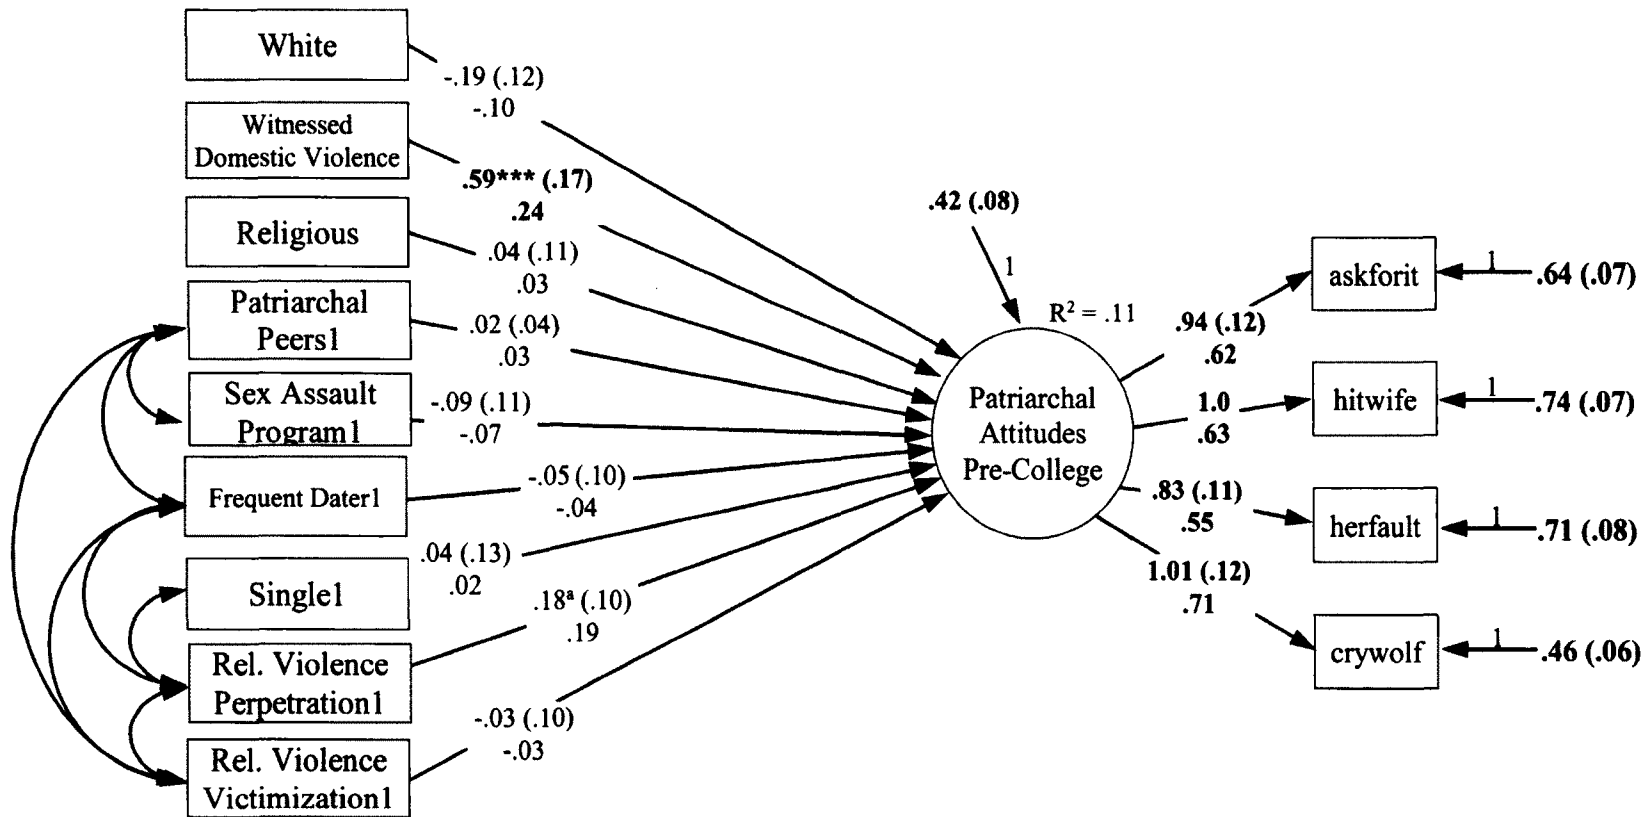 White
-.19 (.12)
-.10
Witnessed
Domestic Violence
.59*** (.17)
.24
Religious
.04 (.11)
.03
Patriarchal
Peers1
.02 (.04)
.03
Sex Assault
Program1
-.09 (.11)
-.07
Frequent Dater1
-.05 (.10)
-.04
Single1
.04 (.13)
.02
Rel. Violence
Perpetration1
.18ª (.10)
.19
Rel. Violence
Victimization1
-.03 (.10)
-.03
.42 (.08)
1
R² = .11
Patriarchal
Attitudes
Pre-College
.94 (.12)
.62
askforit
1
.64 (.07)
1.0
.63
hitwife
1
.74 (.07)
.83 (.11)
.55
herfault
1
.71 (.08)
1.01 (.12)
.71
crywolf
1
.46 (.06)